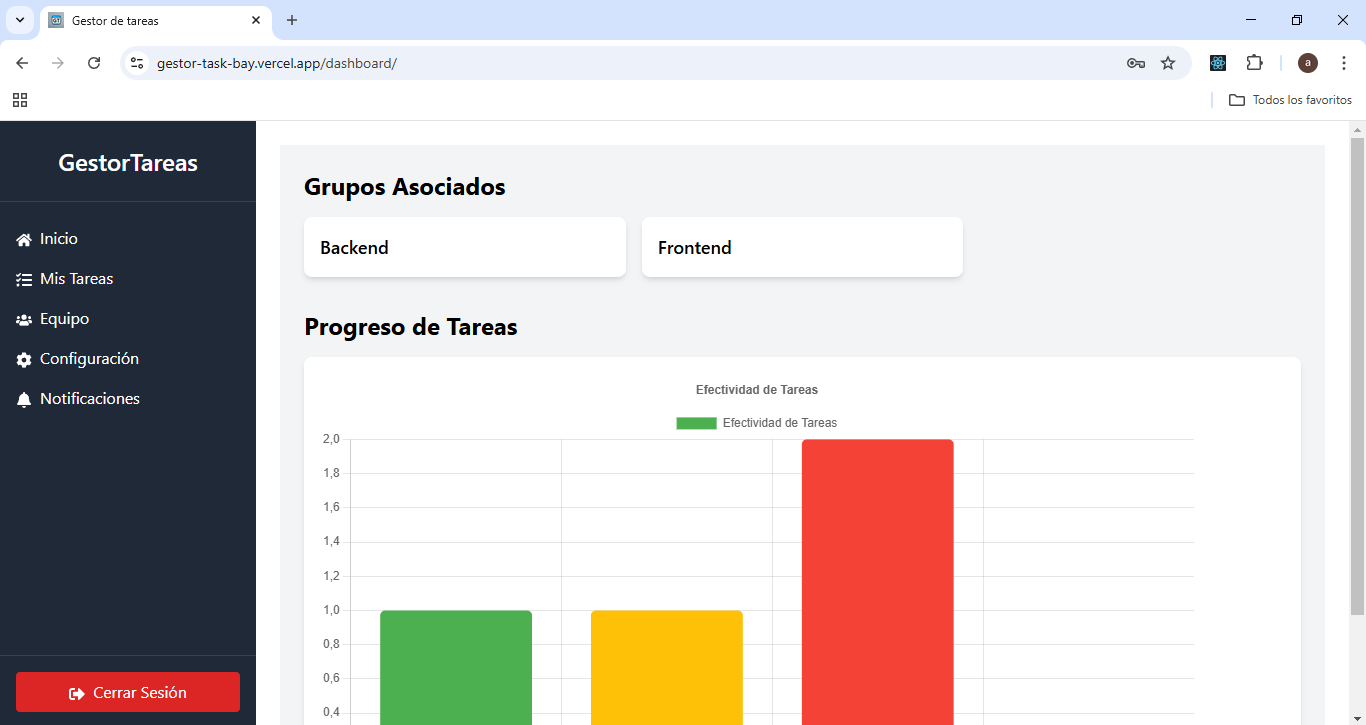 Gestor de tareas
gestor-task-bay.vercel.app/dashboard/
a
Todos los favoritos
GestorTareas
Inicio
Mis Tareas
Equipo
Configuración
Notificaciones
Cerrar Sesión
Grupos Asociados
Backend
Frontend
Progreso de Tareas
Efectividad de Tareas
Efectividad de Tareas
2,0
1,8
1,6
1,4
1,2
1,0
0,8
0,6
0,4